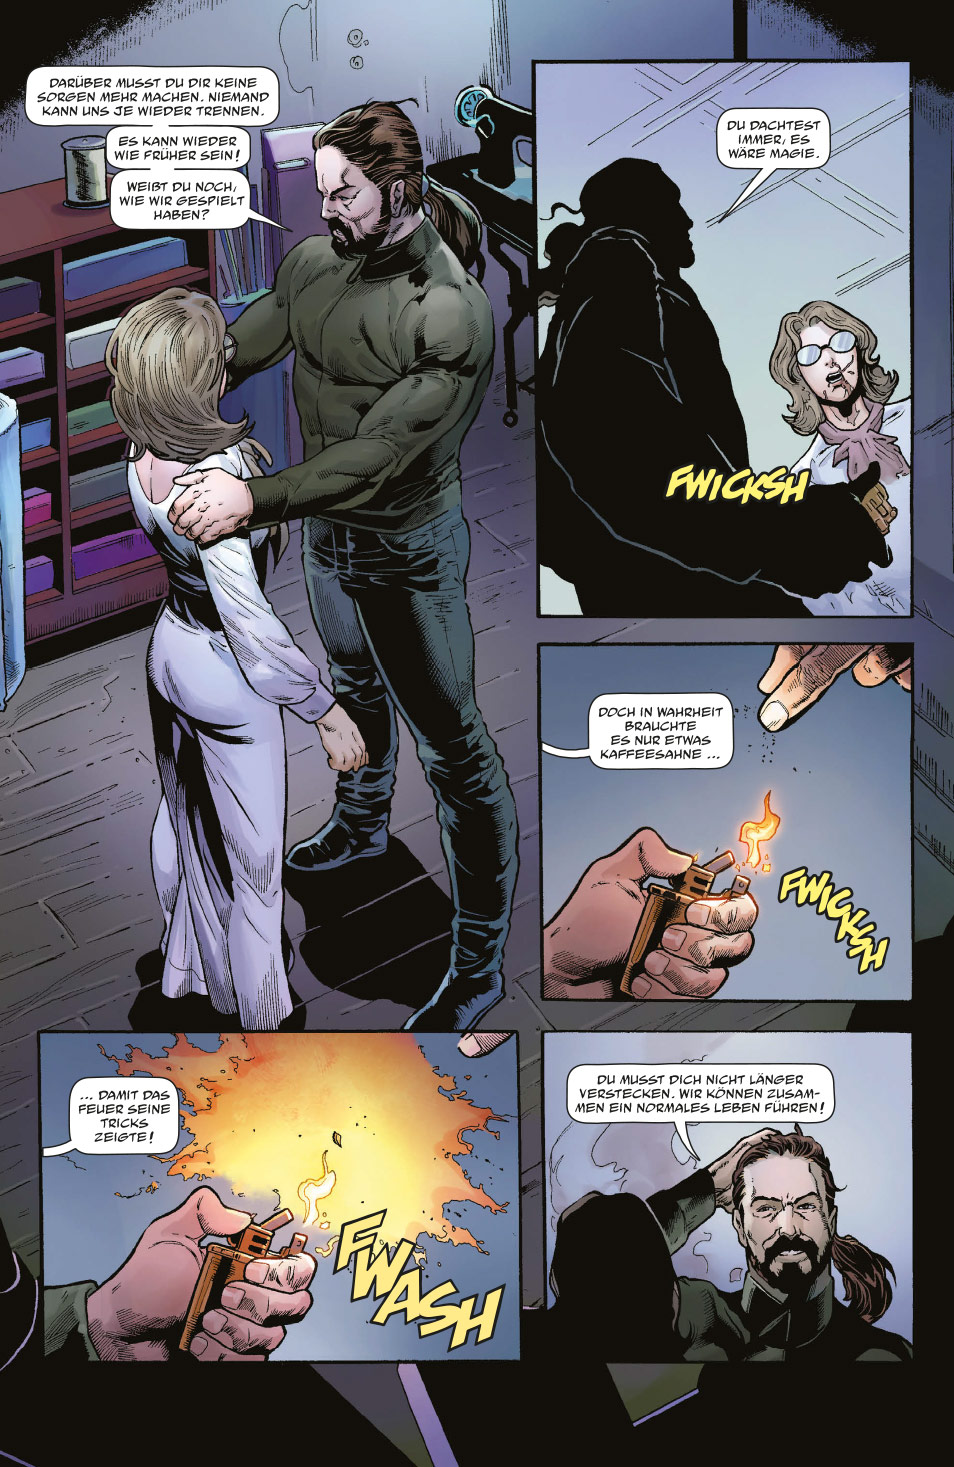 DARÜBER MUSST DU DIR KEINE
SORGEN MEHR MACHEN. NIEMAND
KANN UNS JE WIEDER TRENNEN.
ES KANN WIEDER
WIE FRÜHER SEIN!
WEIßT DU NOCH,
WIE WIR GESPIELT
HABEN?
DU DACHTEST
IMMER, ES
WÄRE MAGIE.
FWICKSH
DOCH IN WAHRHEIT
BRAUCHTE
ES NUR ETWAS
KAFFEESAHNE ...
FWICKSH
... DAMIT DAS
FEUER SEINE
TRICKS
ZEIGTE!
FWASH
DU MUSST DICH NICHT LÄNGER
VERSTECKEN. WIR KÖNNEN ZUSAM-
MEN EIN NORMALES LEBEN FÜHREN!